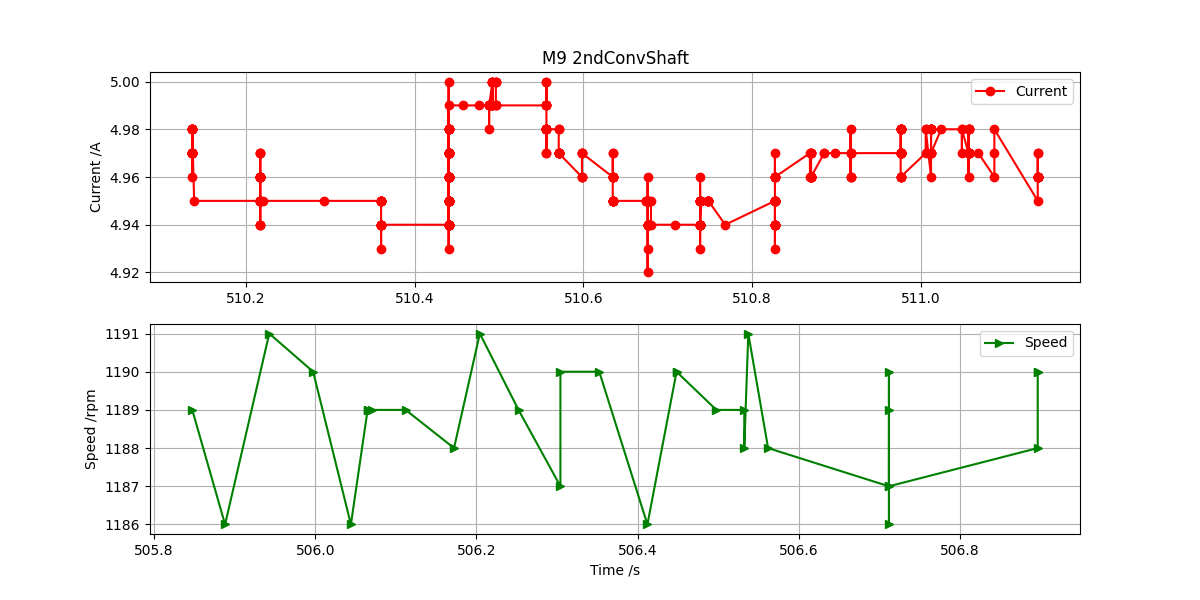 M9 2ndConvShaft
5.00
4.98
4.96
4.94
4.92
Current /A
Current
510.2 510.4 510.6 510.8 511.0
1191
1190
1189
1188
1187
1186
Speed /rpm
Speed
505.8 506.0 506.2 506.4 506.6 506.8
Time /s